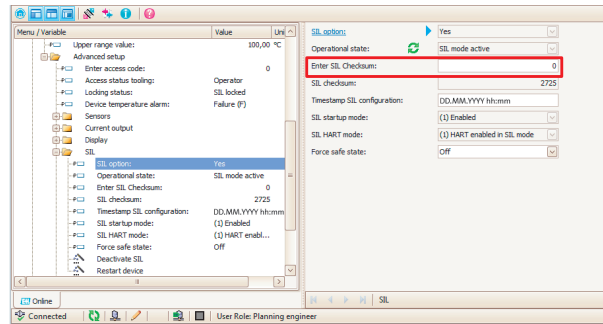 Menu / Variable Value Uni
Upper range value: 100,00 °C
Advanced setup
Enter access code: 0
Access status tooling: Operator
Locking status: SIL locked
Device temperature alarm: Failure (F)
Sensors
Current output
Display
SIL
SIL option: Yes
Operational state: SIL mode active
Enter SIL Checksum: 0
SIL checksum: 2725
Timestamp SIL configuration: DD.MM.YYYY hh:mm
SIL startup mode: (1) Enabled
SIL HART mode: (1) HART enabl...
Force safe state: Off
Deactivate SIL
Restart device
Online
SIL option: Yes
Operational state: SIL mode active
Enter SIL Checksum: 0
SIL checksum: 2725
Timestamp SIL configuration: DD.MM.YYYY hh:mm
SIL startup mode: (1) Enabled
SIL HART mode: (1) HART enabled in SIL mode
Force safe state: Off
SIL
Connected User Role: Planning engineer